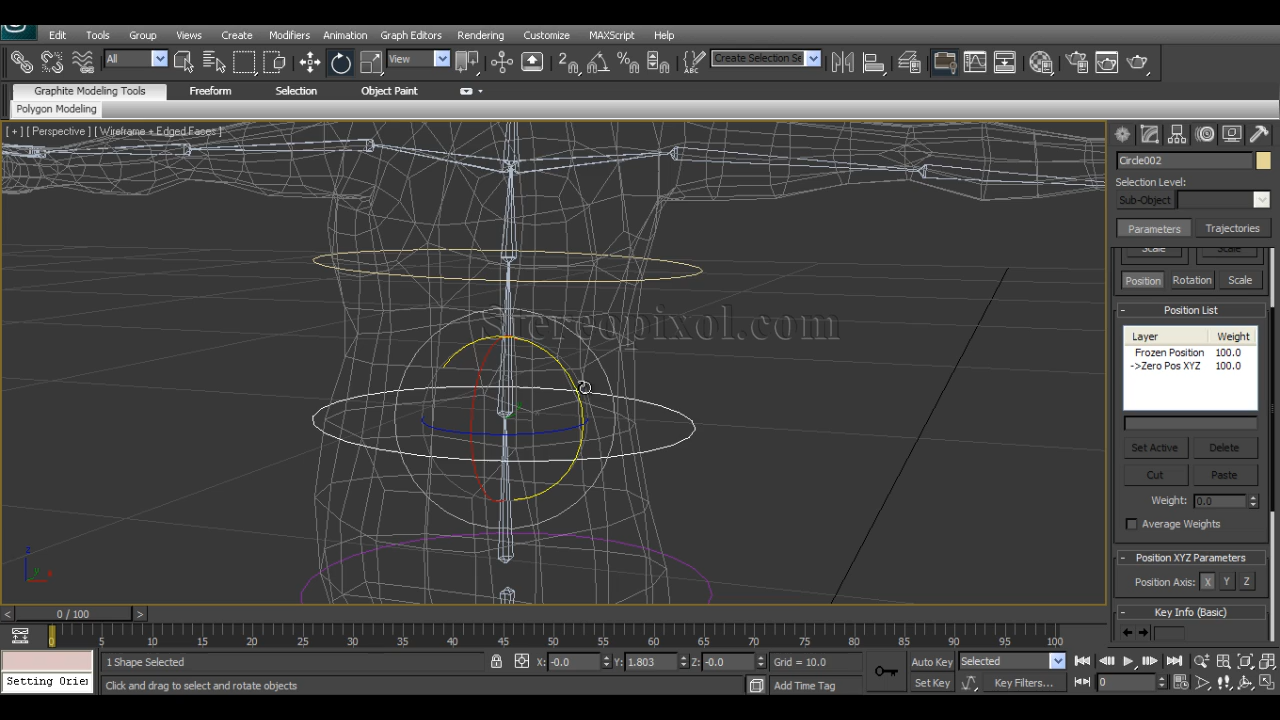 Edit Tools Group Views Create Modifiers Animation Graph Editors Rendering Customize MAXScript Help
All View Create Selection Se
Graphite Modeling Tools Freeform Selection Object Paint
Polygon Modeling
[ + ] [ Perspective ] [ Wireframe + Edged Faces ]
Circle002
Selection Level:
Sub-Object
Parameters Trajectories
Scale Scale
Position Rotation Scale
- Position List
Layer Weight
Frozen Position 100.0
->Zero Pos XYZ 100.0
Set Active Delete
Cut Paste
Weight: 0.0
Average Weights
- Position XYZ Parameters
Position Axis: X Y Z
- Key Info (Basic)
Stereopixol.com
z
y
x
< 0 / 100 >
0 5 10 15 20 25 30 35 40 45 50 55 60 65 70 75 80 85 90 95 100
1 Shape Selected X: -0.0 Y: 1.803 Z: -0.0 Grid = 10.0 Auto Key Selected
Setting Orie Click and drag to select and rotate objects Add Time Tag Set Key Key Filters... 0